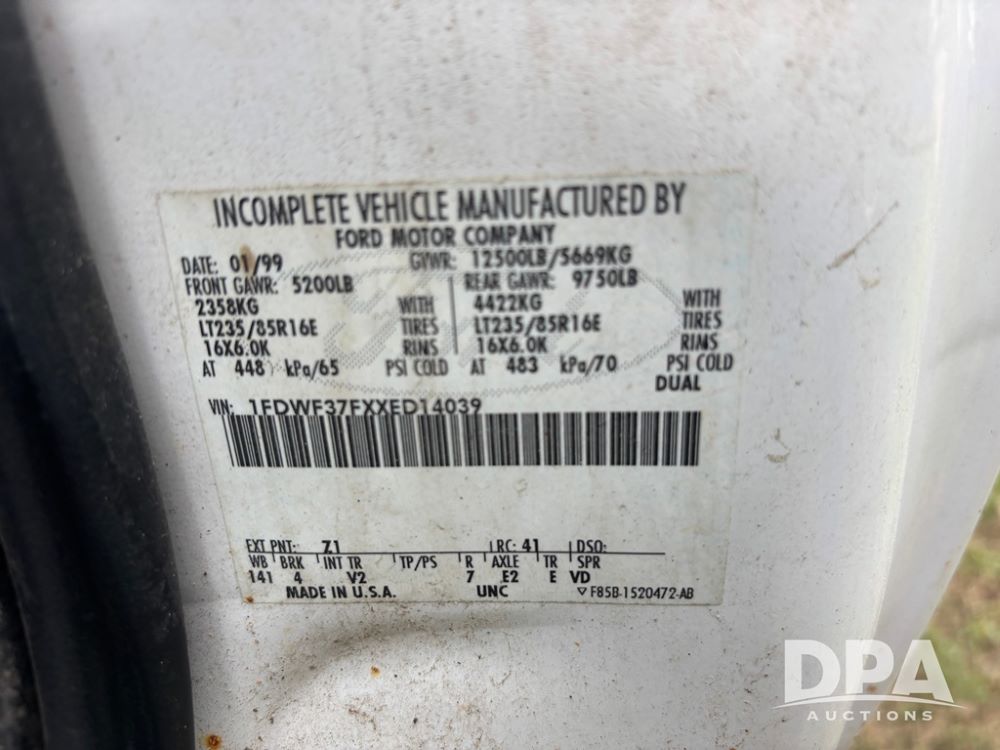 INCOMPLETE VEHICLE MANUFACTURED BY
FORD MOTOR COMPANY
DATE: 01/99 GVWR: 12500LB/5669KG
FRONT GAWR: 5200LB REAR GAWR: 9750LB
2358KG WITH 4422KG WITH
LT235/85R16E TIRES LT235/85R16E TIRES
16X6.0K RIMS 16X6.0K RIMS
AT 448 kPa/65 PSI COLD AT 483 kPa/70 PSI COLD
DUAL
VIN: 1FDWF37FXXED14039
EXT PNT: Z1 RC: 41 DSO:
WB BRK INT TR TP/PS R AXLE TR SPR
141 4 V2 7 E2 E VD
MADE IN U.S.A. UNC ▽ F85B-1520472-AB
DPA
AUCTIONS